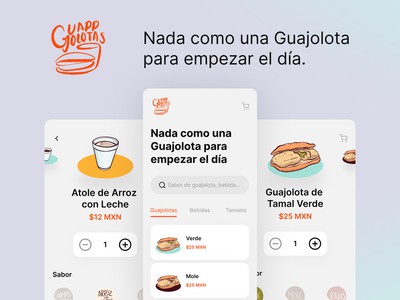 GUAPP
GOLOTAS
Nada como una Guajolota
para empezar el día.
GUAPP
GOLOTAS
Nada como una
Guajolota para
empezar el día
Sabor de guajolota, bebida...
Guajolotas
Bebidas
Tamales
Verde
$25 MXN
Mole
$25 MXN
Atole de Arroz
con Leche
$12 MXN
1
Sabor
Guajolota de
Tamal Verde
$25 MXN
1